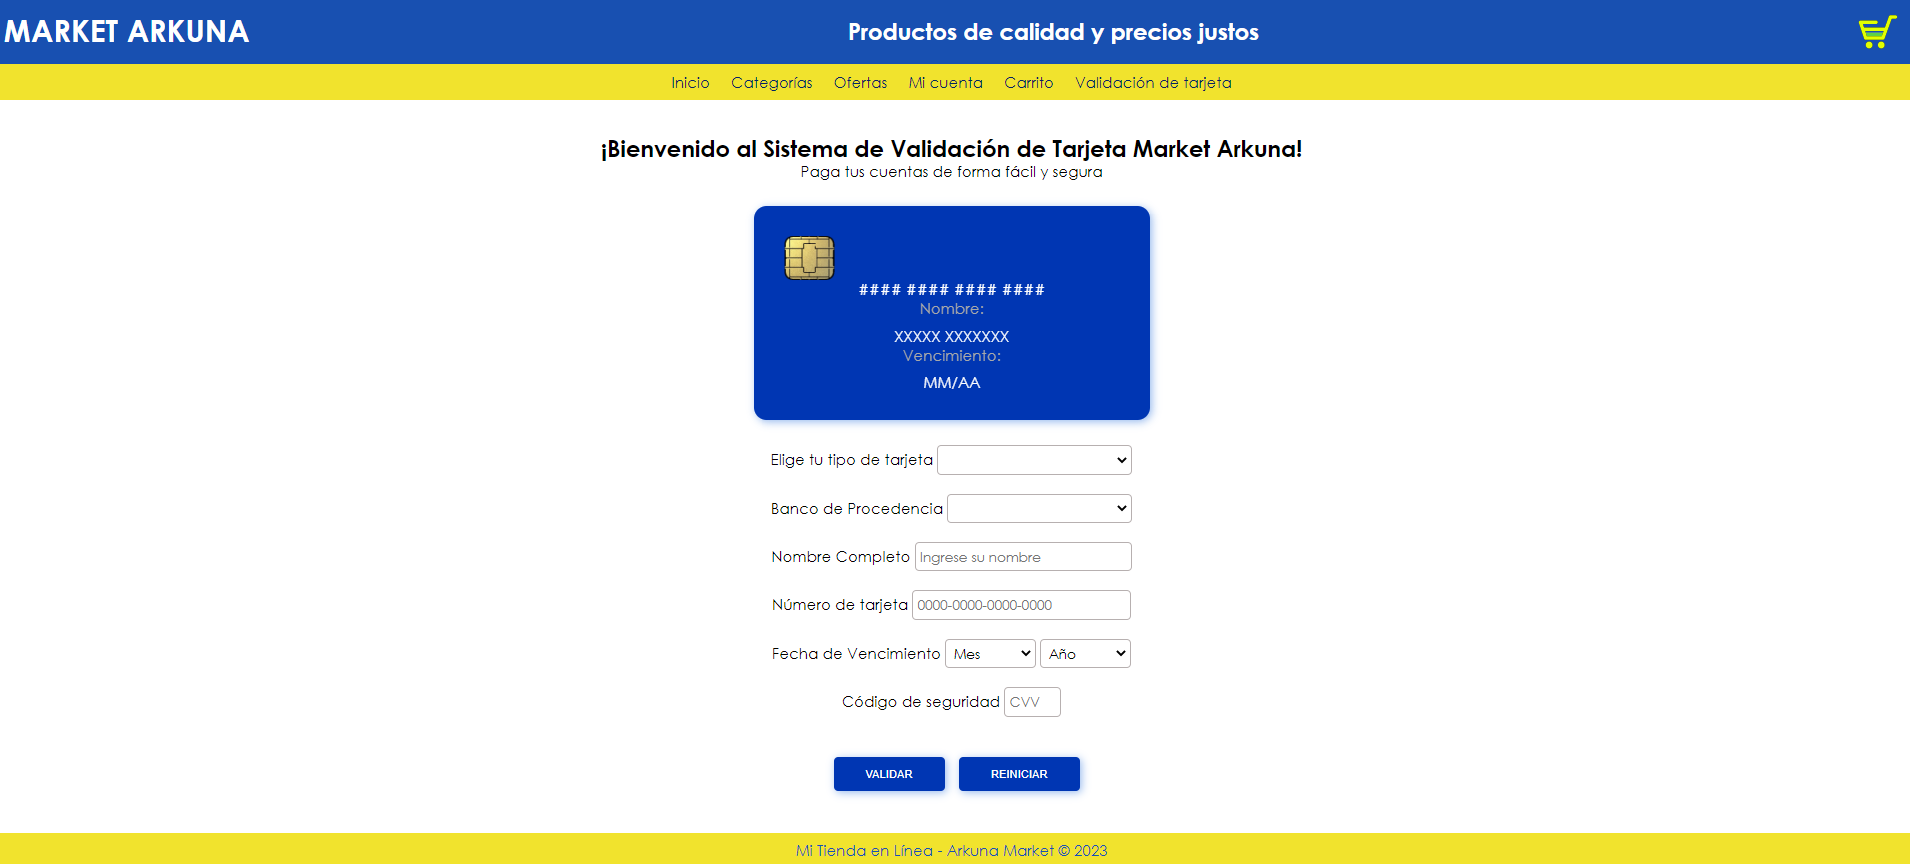 MARKET ARKUNA
Productos de calidad y precios justos
Inicio Categorías Ofertas Mi cuenta Carrito Validación de tarjeta
¡Bienvenido al Sistema de Validación de Tarjeta Market Arkuna!
Paga tus cuentas de forma fácil y segura
#### #### #### ####
Nombre:
XXXXX XXXXXXX
Vencimiento:
MM/AA
Elige tu tipo de tarjeta
Banco de Procedencia
Nombre Completo Ingrese su nombre
Número de tarjeta 0000-0000-0000-0000
Fecha de Vencimiento Mes Año
Código de seguridad CVV
VALIDAR REINICIAR
Mi Tienda en Línea - Arkuna Market © 2023